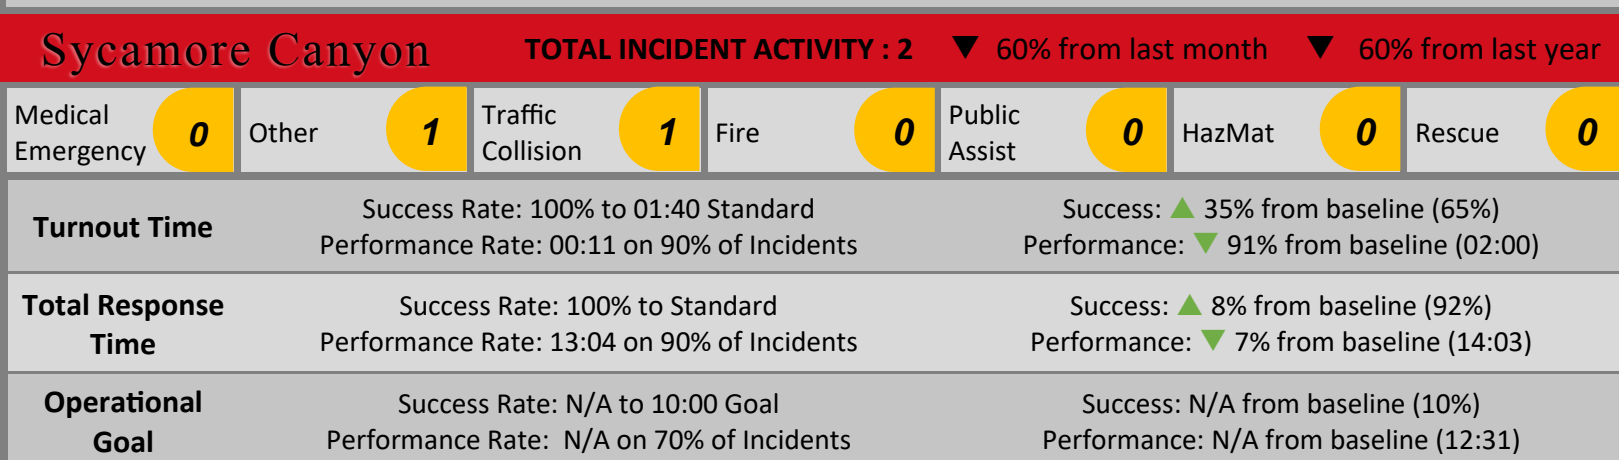 Sycamore Canyon TOTAL INCIDENT ACTIVITY : 2 ▼ 60% from last month ▼ 60% from last year
Medical
Emergency 0
Other 1
Traffic
Collision 1
Fire 0
Public
Assist 0
HazMat 0
Rescue 0
Turnout Time
Success Rate: 100% to 01:40 Standard
Performance Rate: 00:11 on 90% of Incidents
Success: ▲ 35% from baseline (65%)
Performance: ▼ 91% from baseline (02:00)
Total Response
Time
Success Rate: 100% to Standard
Performance Rate: 13:04 on 90% of Incidents
Success: ▲ 8% from baseline (92%)
Performance: ▼ 7% from baseline (14:03)
Operational
Goal
Success Rate: N/A to 10:00 Goal
Performance Rate: N/A on 70% of Incidents
Success: N/A from baseline (10%)
Performance: N/A from baseline (12:31)